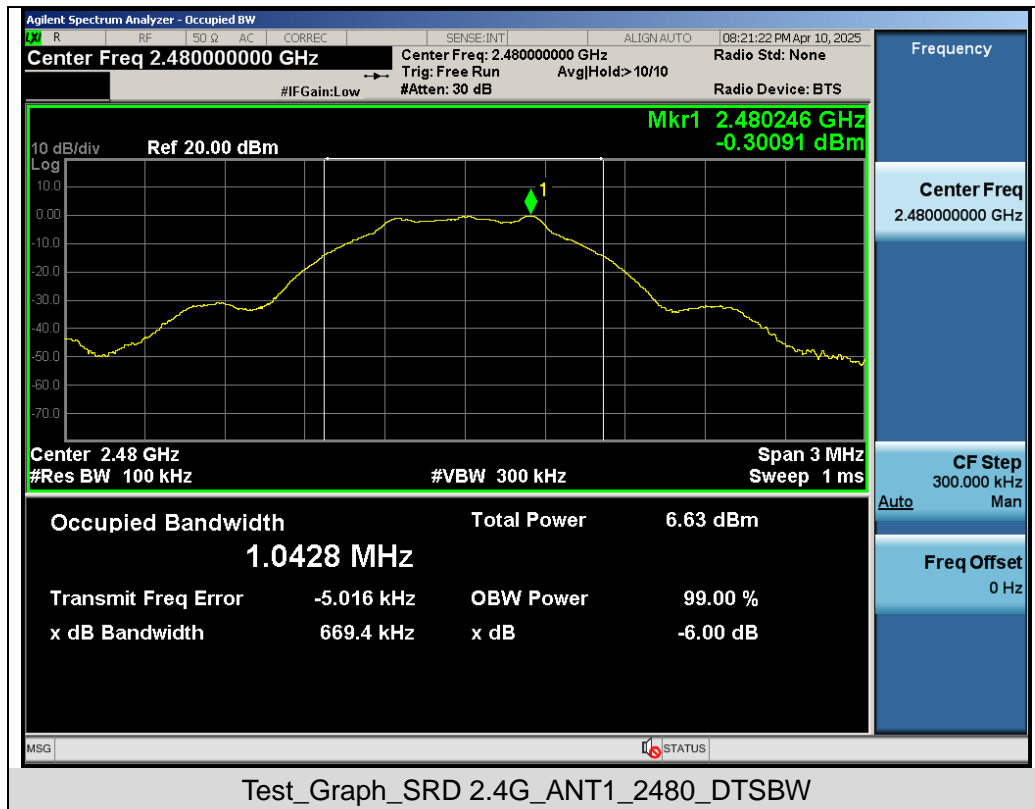 Agilent Spectrum Analyzer - Occupied BW
LXI R RF 50 Ω AC CORREC SENSE:INT ALIGN AUTO 08:21:22 PM Apr 10, 2025
Center Freq 2.480000000 GHz Center Freq: 2.480000000 GHz Radio Std: None
Trig: Free Run Avg|Hold:>10/10
#IFGain:Low #Atten: 30 dB Radio Device: BTS
Frequency
Mkr1 2.480246 GHz
-0.30091 dBm
10 dB/div Ref 20.00 dBm
Log
10.0
1
0.00
-10.0
-20.0
-30.0
-40.0
-50.0
-60.0
-70.0
Center 2.48 GHz Span 3 MHz
#Res BW 100 kHz #VBW 300 kHz Sweep 1 ms
Center Freq
2.480000000 GHz
CF Step
300.000 kHz
Auto Man
Freq Offset
0 Hz
Occupied Bandwidth Total Power 6.63 dBm
1.0428 MHz
Transmit Freq Error -5.016 kHz OBW Power 99.00 %
x dB Bandwidth 669.4 kHz x dB -6.00 dB
MSG STATUS
Test_Graph_SRD 2.4G_ANT1_2480_DTSBW